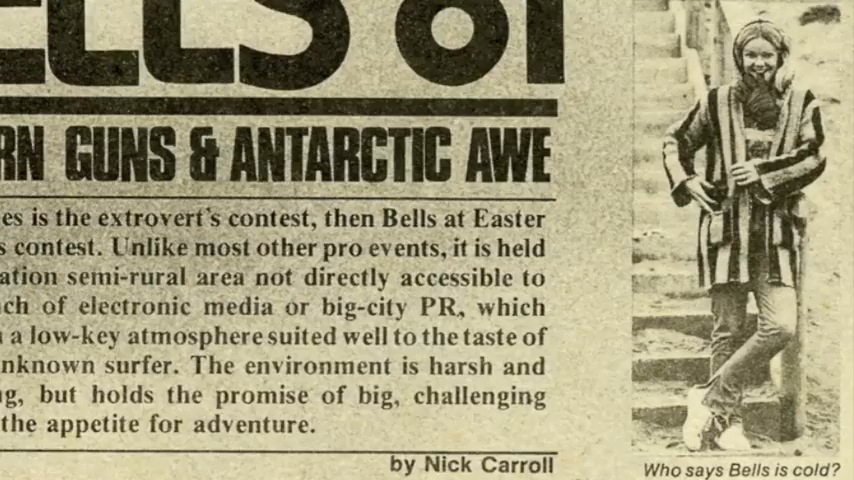 ELLS of
RN GUNS & ANTARCTIC AWE
es is the extrovert's contest, then Bells at Easter
s contest. Unlike most other pro events, it is held
ation semi-rural area not directly accessible to
ch of electronic media or big-city PR, which
a low-key atmosphere suited well to the taste of
nknown surfer. The environment is harsh and
g, but holds the promise of big, challenging
the appetite for adventure.
by Nick Carroll
Who says Bells is cold?